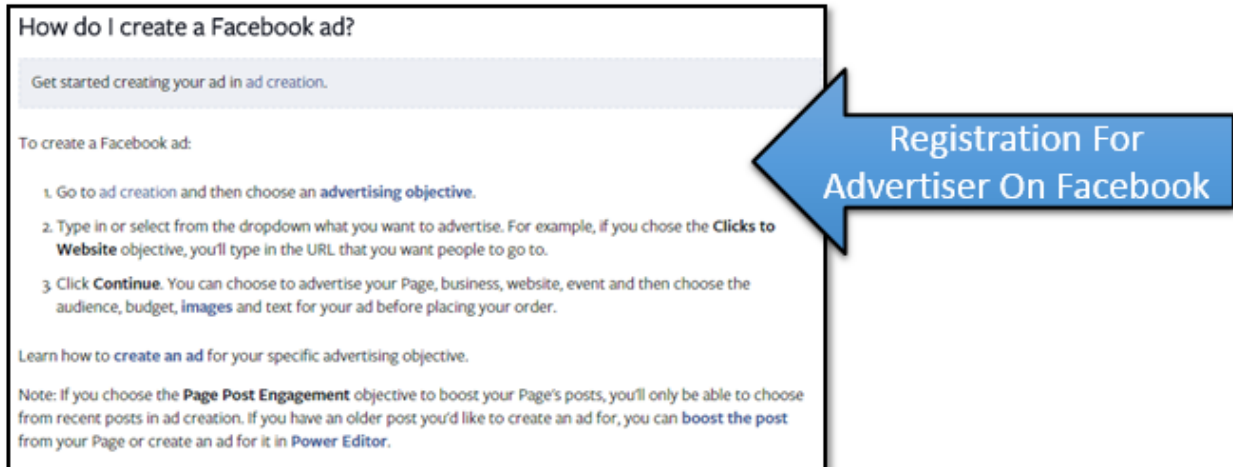 How do I create a Facebook ad?
Get started creating your ad in ad creation.
To create a Facebook ad:
1. Go to ad creation and then choose an advertising objective.
2. Type in or select from the dropdown what you want to advertise. For example, if you chose the Clicks to
Website objective, you'll type in the URL that you want people to go to.
3. Click Continue. You can choose to advertise your Page, business, website, event and then choose the
audience, budget, images and text for your ad before placing your order.
Learn how to create an ad for your specific advertising objective.
Note: If you choose the Page Post Engagement objective to boost your Page's posts, you'll only be able to choose
from recent posts in ad creation. If you have an older post you'd like to create an ad for, you can boost the post
from your Page or create an ad for it in Power Editor.
Registration For
Advertiser On Facebook